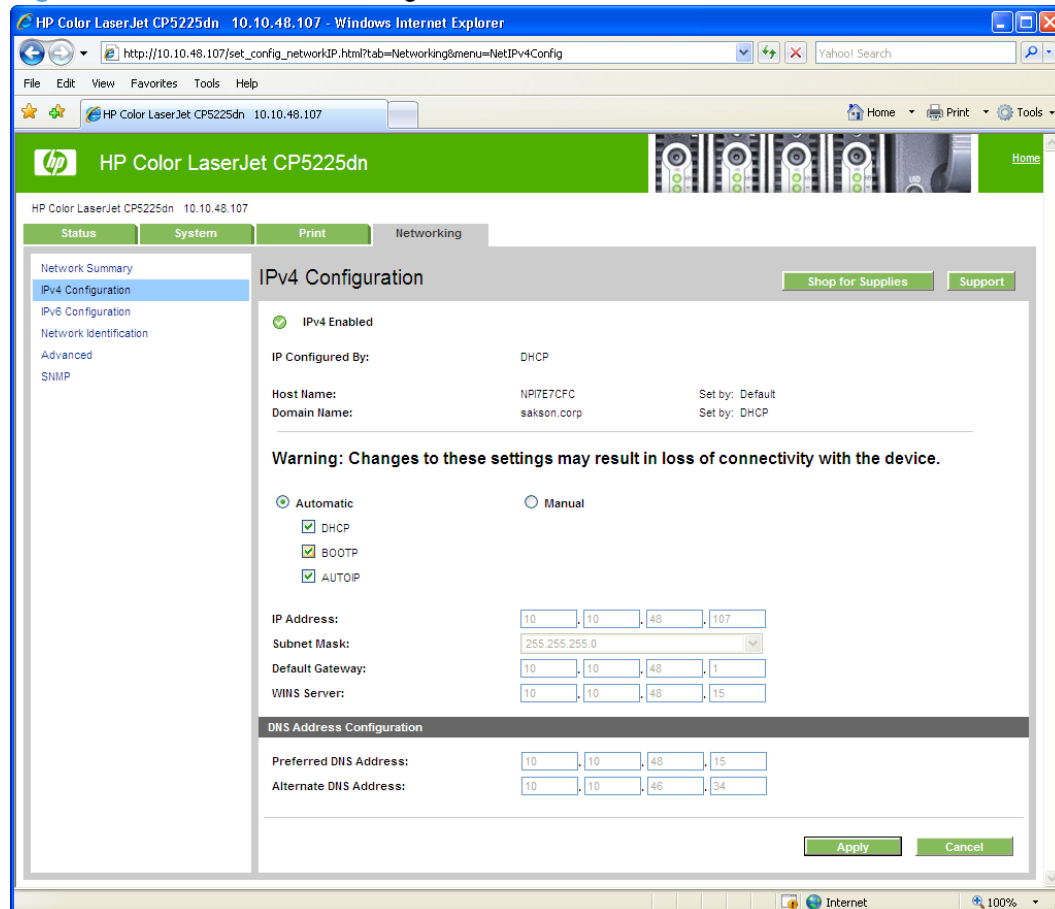 HP Color LaserJet CP5225dn 10.10.48.107 - Windows Internet Explorer
http://10.10.48.107/set_config_networkIP.html?tab=Networking&menu=NetIPv4Config
Yahoo! Search
File Edit View Favorites Tools Help
HP Color LaserJet CP5225dn 10.10.48.107
Home Print Tools
hp HP Color LaserJet CP5225dn
Home
HP Color LaserJet CP5225dn 10.10.48.107
Status System Print Networking
Network Summary
IPv4 Configuration
IPv6 Configuration
Network Identification
Advanced
SNMP
IPv4 Configuration
Shop for Supplies Support
IPv4 Enabled
IP Configured By: DHCP
Host Name: NPI7E7CFC Set by: Default
Domain Name: sakson.corp Set by: DHCP
Warning: Changes to these settings may result in loss of connectivity with the device.
Automatic Manual
DHCP
BOOTP
AUTOIP
IP Address: 10 . 10 . 48 . 107
Subnet Mask: 255.255.255.0
Default Gateway: 10 . 10 . 48 . 1
WINS Server: 10 . 10 . 48 . 15
DNS Address Configuration
Preferred DNS Address: 10 . 10 . 48 . 15
Alternate DNS Address: 10 . 10 . 46 . 34
Apply Cancel
Internet 100%